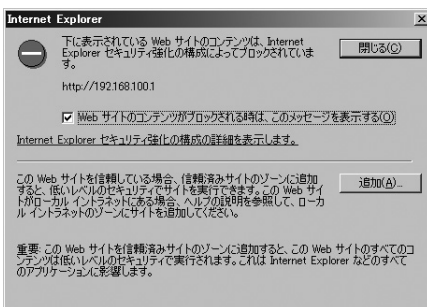 Internet Explorer
下に表示されている Web サイトのコンテンツは、Internet
Explorer セキュリティ強化の構成によってブロックされていま
す。
閉じる(C)
http://192.168.100.1
Web サイトのコンテンツがブロックされる時は、このメッセージを表示する(O)
Internet Explorer セキュリティ強化の構成の詳細を表示します。
この Web サイトを信頼している場合、信頼済みサイトのゾーンに追加
すると、低いレベルのセキュリティでサイトを実行できます。この Web サイ
トがローカル イントラネットにある場合、ヘルプの説明を参照して、ローカ
ル イントラネットのゾーンにサイトを追加してください。
追加(A)...
重要: この Web サイトを信頼済みサイトのゾーンに追加すると、この Web サイトのすべてのコ
ンテンツは低いレベルのセキュリティで実行されます。これは Internet Explorer などのすべて
のアプリケーションに影響します。